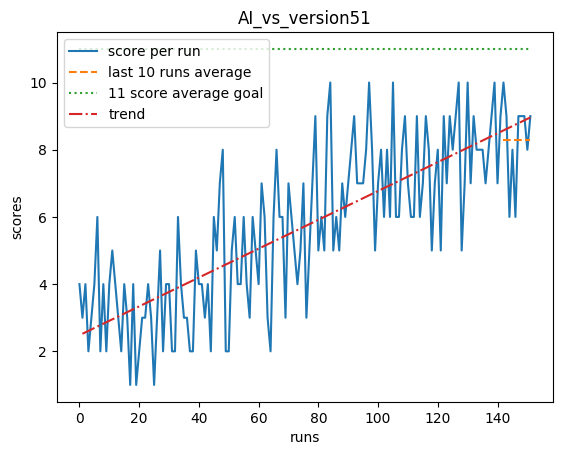 AI_vs_version51
score per run
last 10 runs average
11 score average goal
trend
scores
10
8
6
4
2
0
20
40
60
80
100
120
140
runs